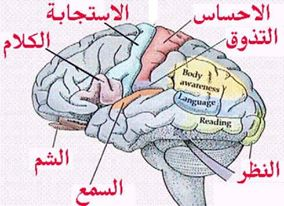 الاحساس
التذوق
الاستجابة
الكلام
Body
awareness
Language
Reading
النظر
السمع
الشم